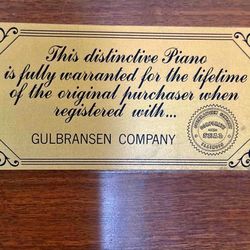 This distinctive Piano
is fully warranted for the lifetime
of the original purchaser when
registered with...
GULBRANSEN COMPANY